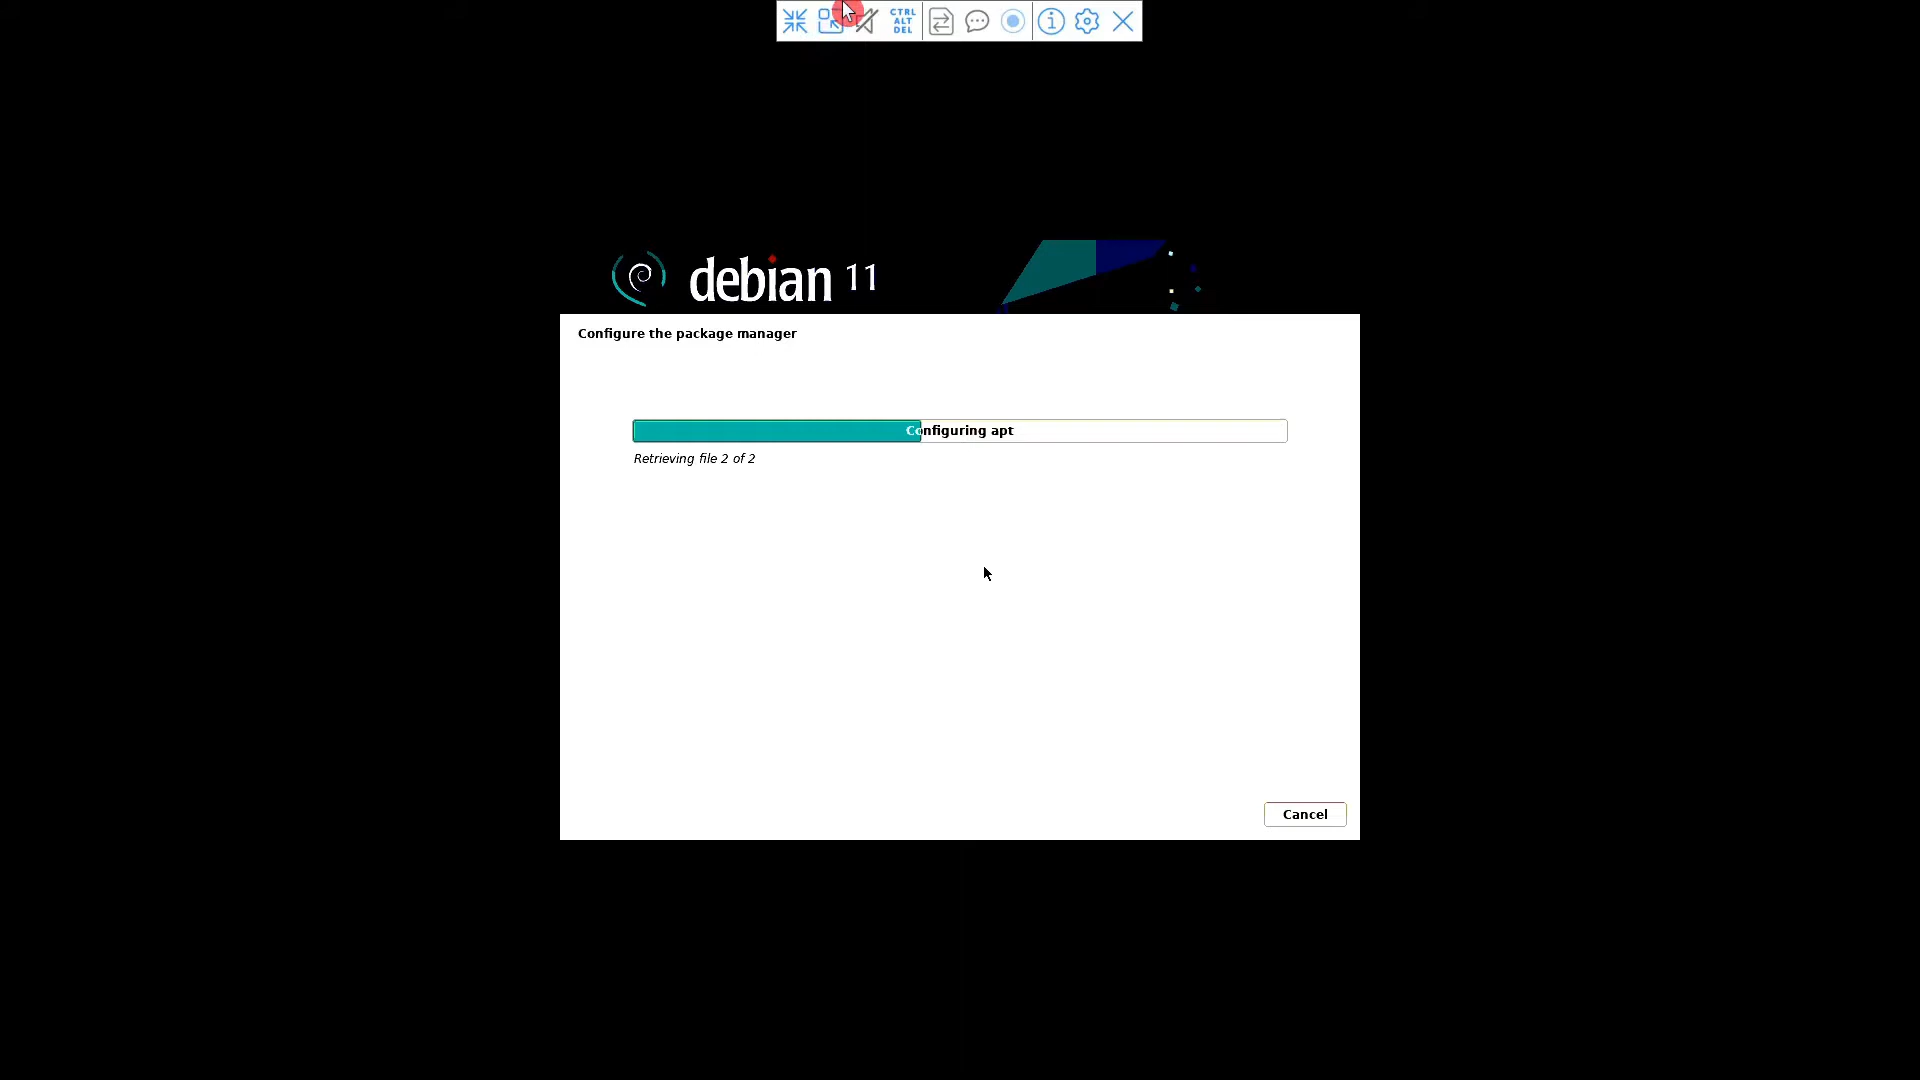 CTRL
ALT
DEL
debian 11
Configure the package manager
Configuring apt
Retrieving file 2 of 2
Cancel